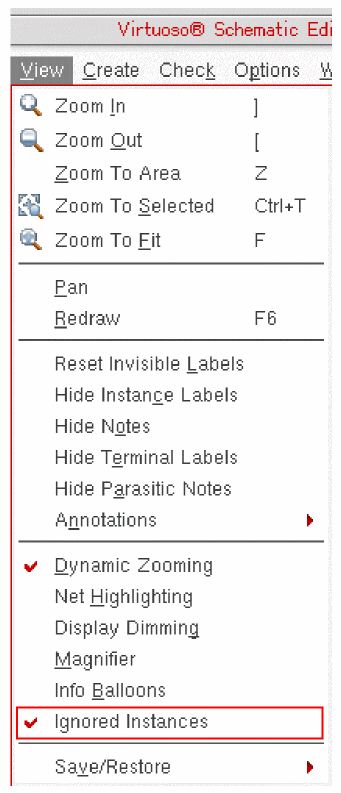 Virtuoso® Schematic Edi
View Create Check Options W
Zoom In ]
Zoom Out [
Zoom To Area Z
Zoom To Selected Ctrl+T
Zoom To Fit F
Pan
Redraw F6
Reset Invisible Labels
Hide Instance Labels
Hide Notes
Hide Terminal Labels
Hide Parasitic Notes
Annotations
Dynamic Zooming
Net Highlighting
Display Dimming
Magnifier
Info Balloons
Ignored Instances
Save/Restore